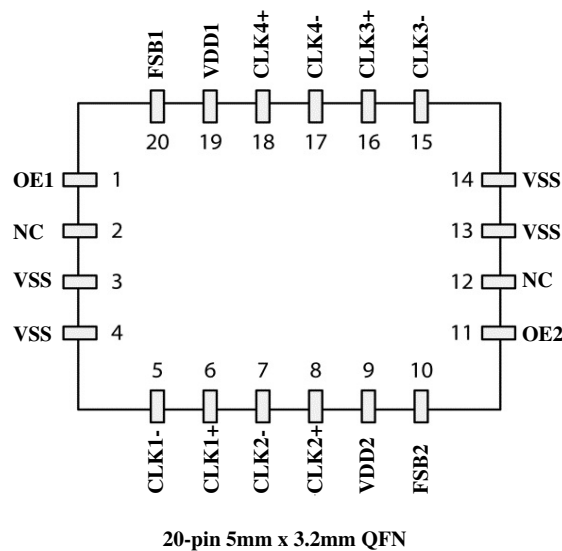 FSB1 VDD1 CLK4+ CLK4- CLK3+ CLK3-
20 19 18 17 16 15
OE1 1 14 VSS
NC 2 13 VSS
VSS 3 12 NC
VSS 4 11 OE2
5 6 7 8 9 10
CLK1- CLK1+ CLK2- CLK2+ VDD2 FSB2
20-pin 5mm x 3.2mm QFN